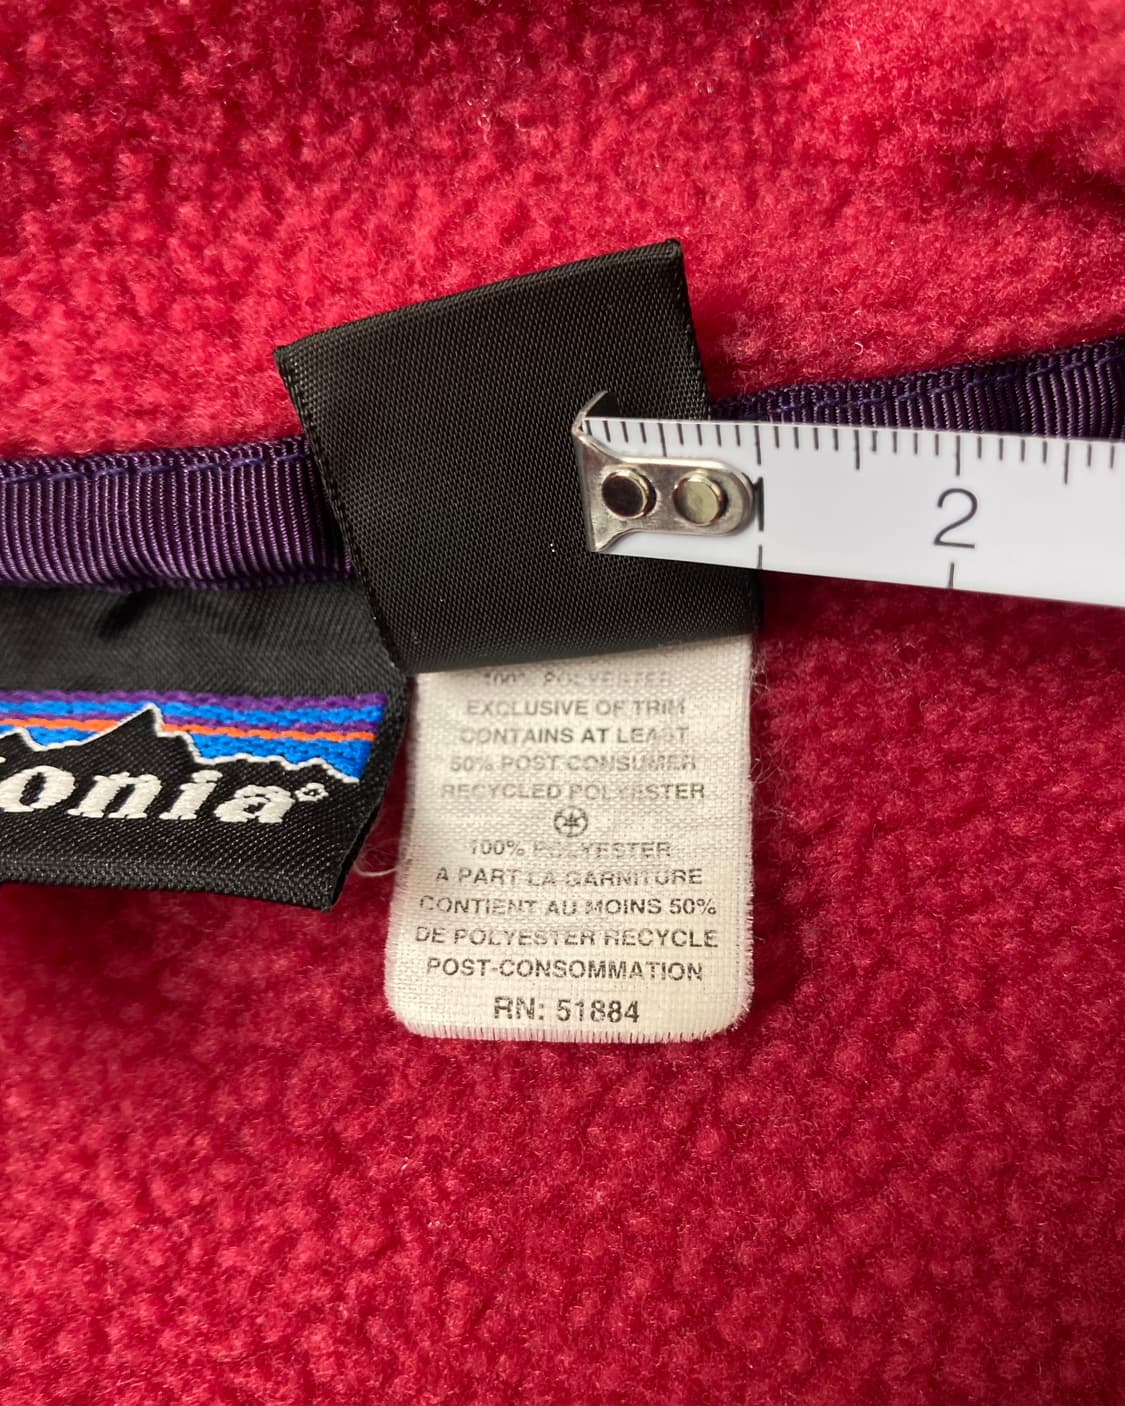 1
2
onia®
100% POLYESTER
EXCLUSIVE OF TRIM
CONTAINS AT LEAST
50% POST CONSUMER
RECYCLED POLYESTER
100% POLYESTER
A PART LA GARNITURE
CONTIENT AU MOINS 50%
DE POLYESTER RECYCLE
POST-CONSOMMATION
RN: 51884